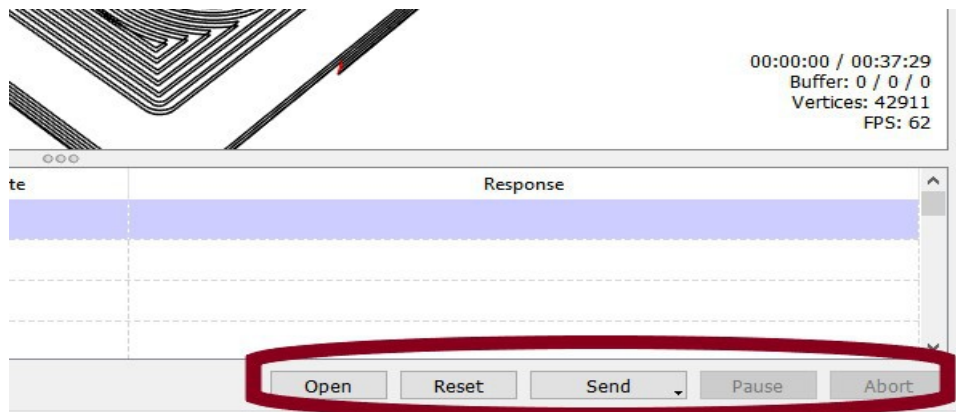 00:00:00 / 00:37:29
Buffer: 0 / 0 / 0
Vertices: 42911
FPS: 62
te Response
Open Reset Send Pause Abort